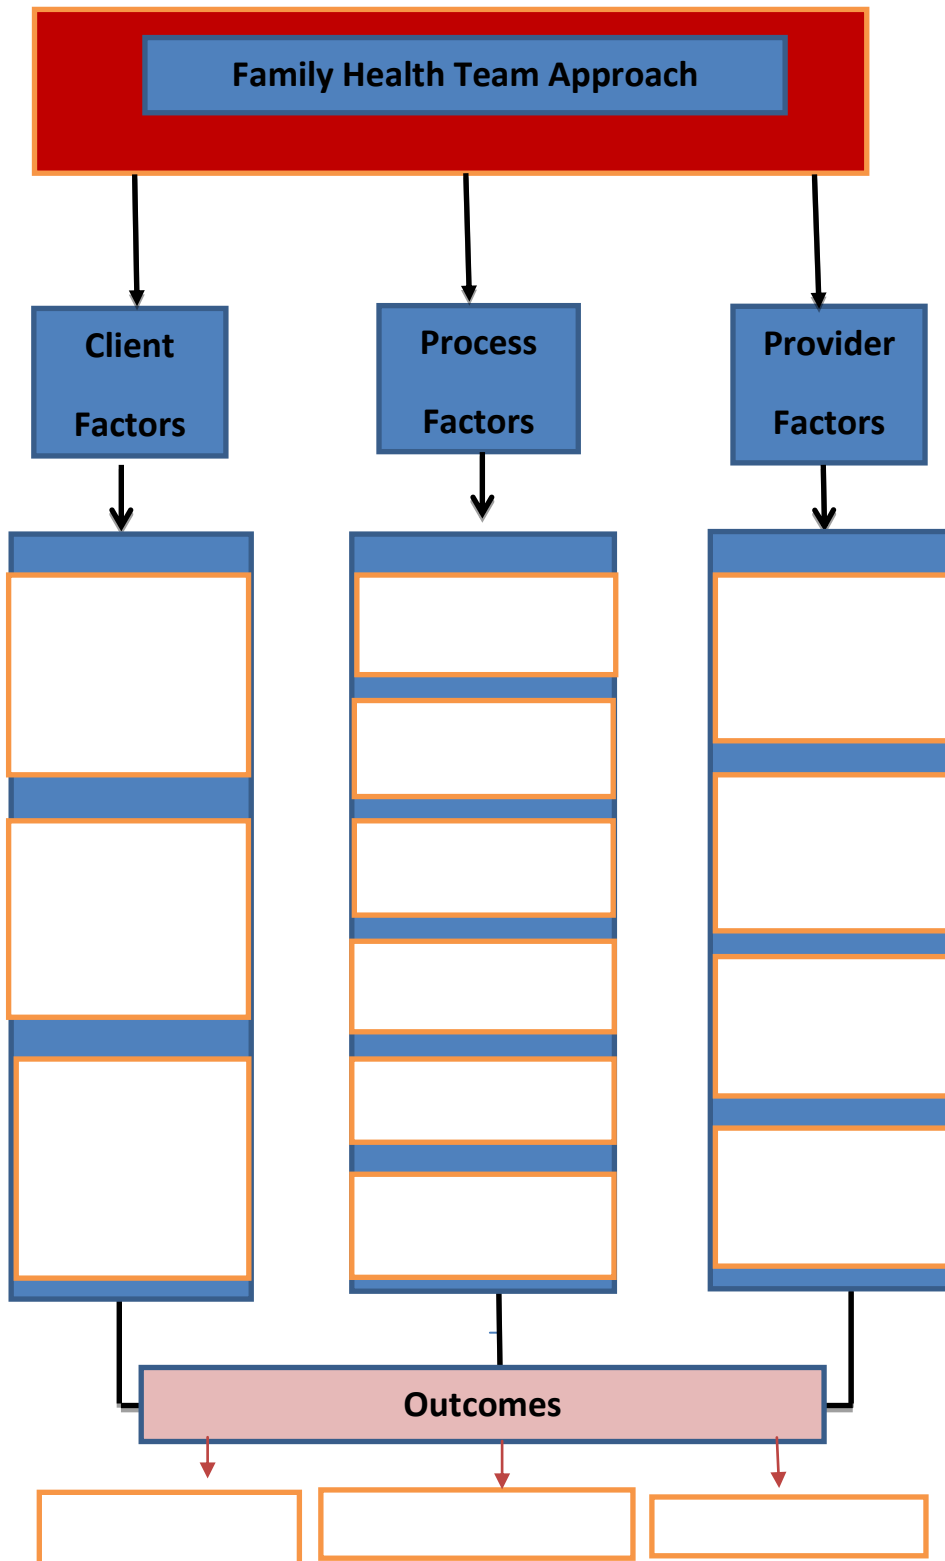 Family Health Team Approach
Client
Factors
Process
Factors
Provider
Factors
Outcomes